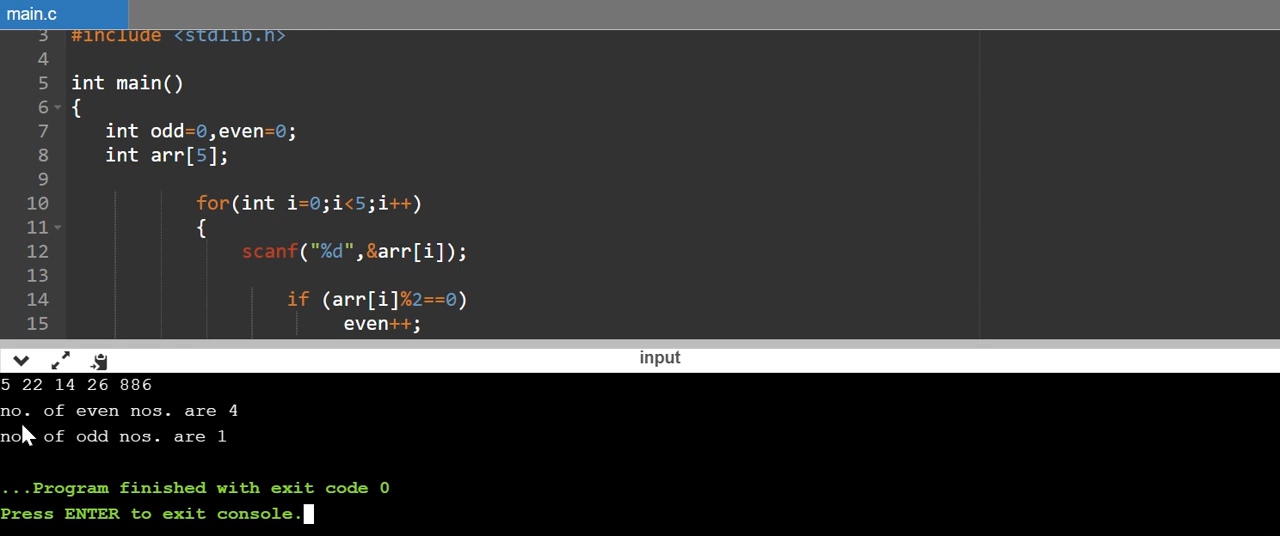 main.c
3 #include <stdlib.h>
4
5 int main()
6 {
7 int odd=0,even=0;
8 int arr[5];
9
10 for(int i=0;i<5;i++)
11 {
12 scanf("%d",&arr[i]);
13
14 if (arr[i]%2==0)
15 even++;
input
5 22 14 26 886
no. of even nos. are 4
no. of odd nos. are 1
...Program finished with exit code 0
Press ENTER to exit console.